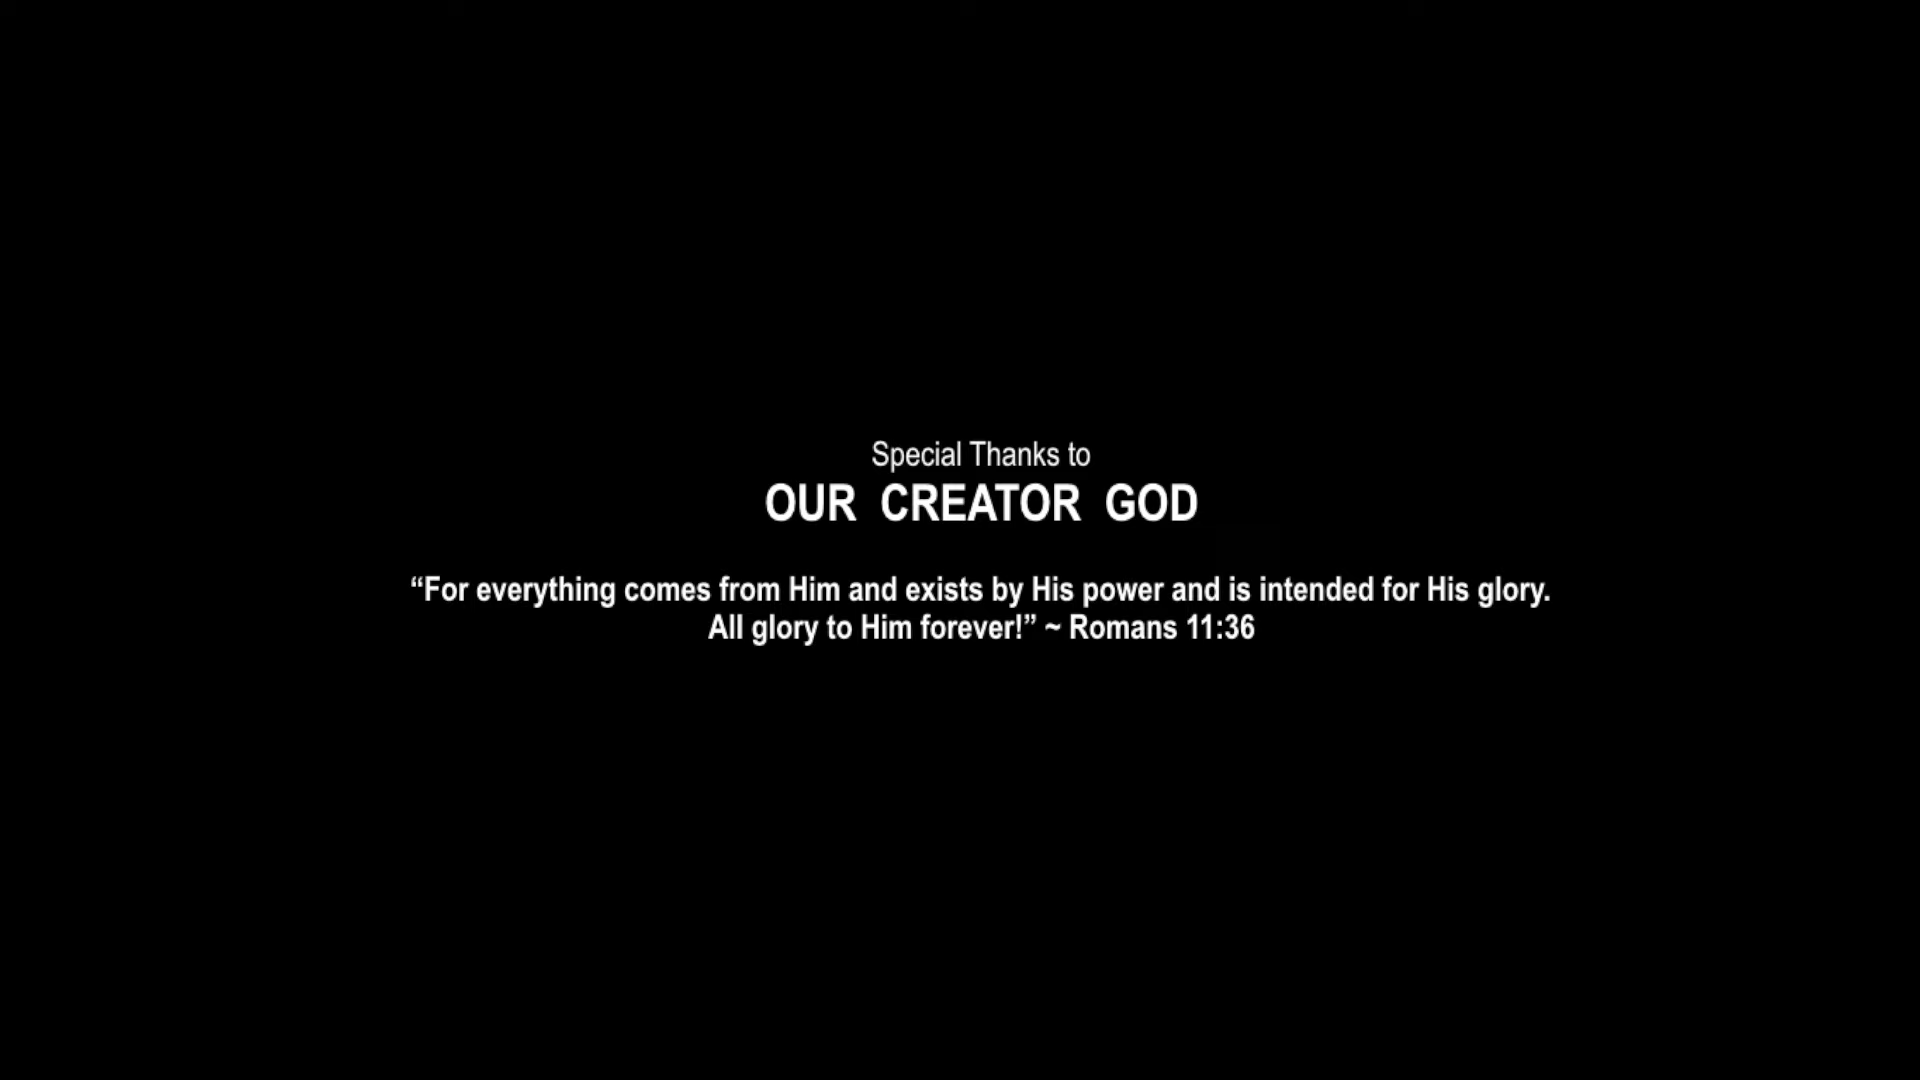 Special Thanks to
OUR CREATOR GOD
“For everything comes from Him and exists by His power and is intended for His glory.
All glory to Him forever!” ~ Romans 11:36